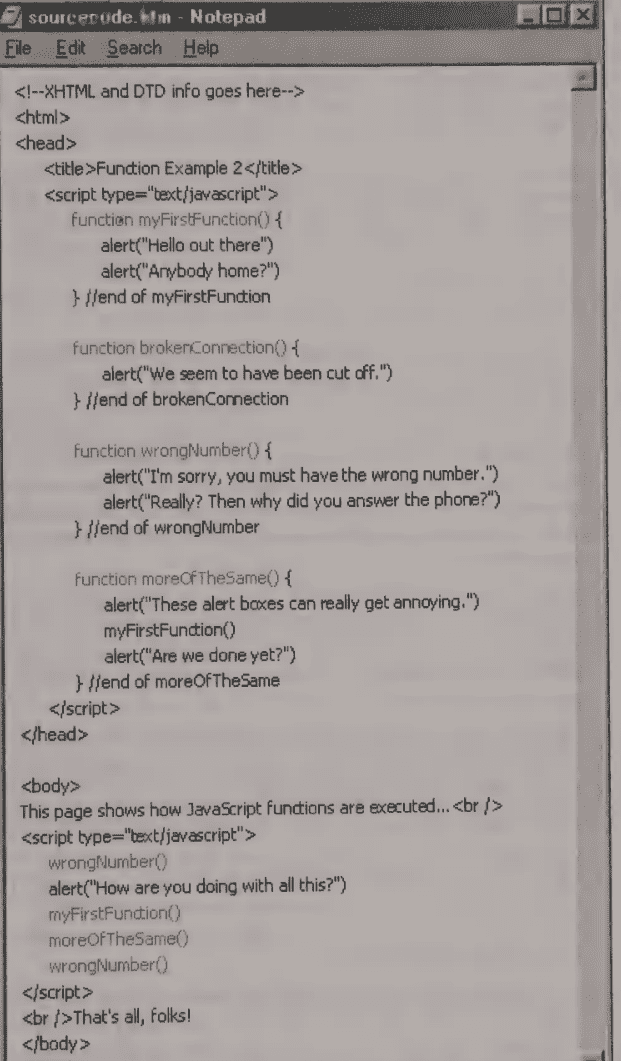 sourcecode.htm - Notepad
File Edit Search Help
<!--XHTML and DTD info goes here-->
<html>
<head>
<title>Function Example 2</title>
<script type="text/javascript">
function myFirstFunction() {
alert("Hello out there")
alert("Anybody home?")
} //end of myFirstFunction
function brokenConnection() {
alert("We seem to have been cut off.")
} //end of brokenConnection
function wrongNumber() {
alert("I'm sorry, you must have the wrong number.")
alert("Really? Then why did you answer the phone?")
} //end of wrongNumber
function moreOfTheSame() {
alert("These alert boxes can really get annoying.")
myFirstFunction()
alert("Are we done yet?")
} //end of moreOfTheSame
</script>
</head>
<body>
This page shows how JavaScript functions are executed...<br />
<script type="text/javascript">
wrongNumber()
alert("How are you doing with all this?")
myFirstFunction()
moreOfTheSame()
wrongNumber()
</script>
<br />That's all, folks!
</body>